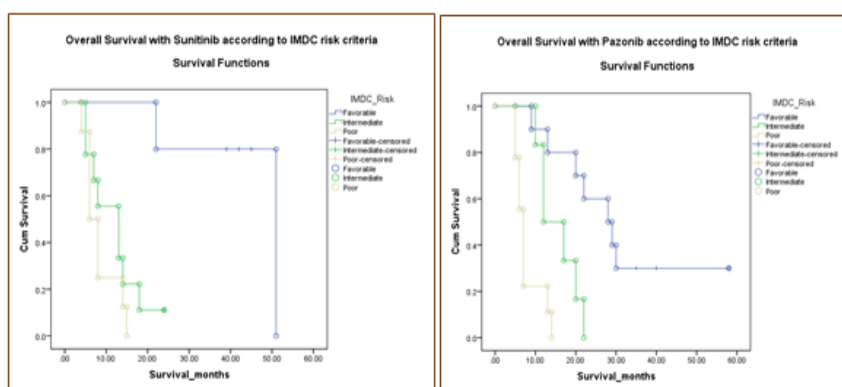 Overall Survival with Sunitinib according to IMDC risk criteria
Survival Functions
IMDC_Risk
Favorable
Intermediate
Poor
Favorable-censored
Intermediate-censored
Poor-censored
Favorable
Intermediate
Poor
Cum Survival
1.0
0.8
0.6
0.4
0.2
0.0
.00 10.00 20.00 30.00 40.00 50.00 60.00
Survival_months
Overall Survival with Pazonib according to IMDC risk criteria
Survival Functions
IMDC_Risk
Favorable
Intermediate
Poor
Favorable-censored
Intermediate-censored
Poor-censored
Favorable
Intermediate
Poor
Cum Survival
1.0
0.8
0.6
0.4
0.2
0.0
.00 10.00 20.00 30.00 40.00 50.00 60.00
Survival_months